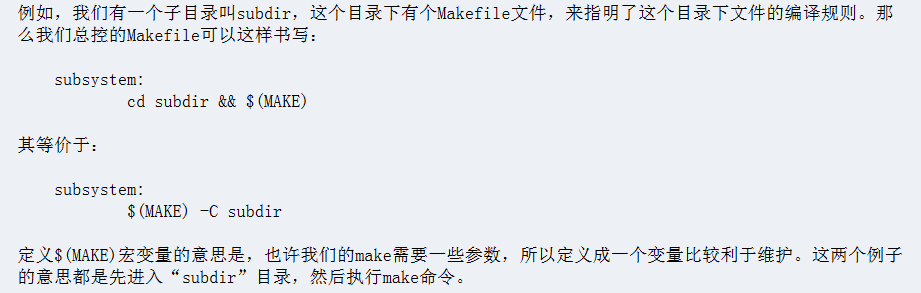 例如，我们有一个子目录叫subdir，这个目录下有个Makefile文件，来指明了这个目录下文件的编译规则。那
么我们总控的Makefile可以这样书写：
subsystem:
cd subdir && $(MAKE)
其等价于：
subsystem:
$(MAKE) -C subdir
定义$(MAKE)宏变量的意思是，也许我们的make需要一些参数，所以定义成一个变量比较利于维护。这两个例子
的意思都是先进入“subdir”目录，然后执行make命令。